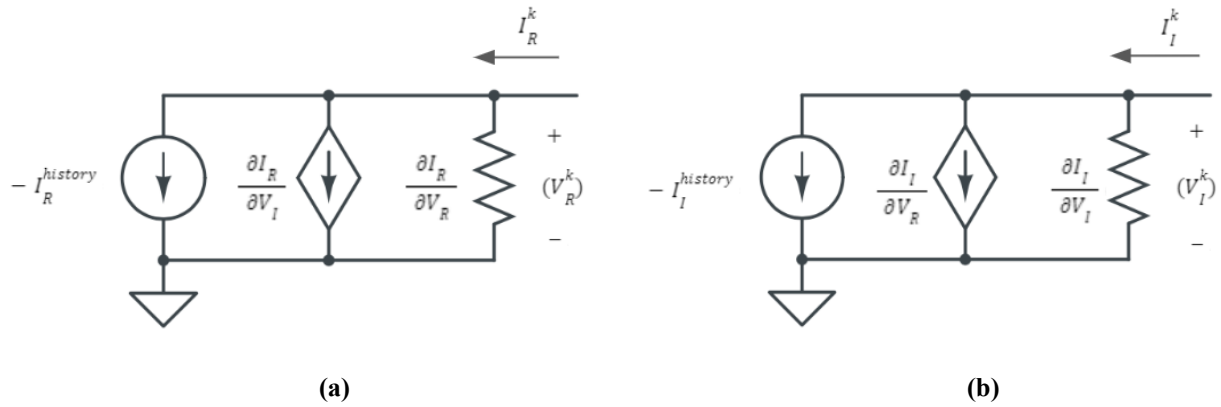 I_R^k
+
− I_R^history
∂I_R/∂V_I
∂I_R/∂V_R
(V_R^k)
−
(a)
I_I^k
+
− I_I^history
∂I_I/∂V_R
∂I_I/∂V_I
(V_I^k)
−
(b)